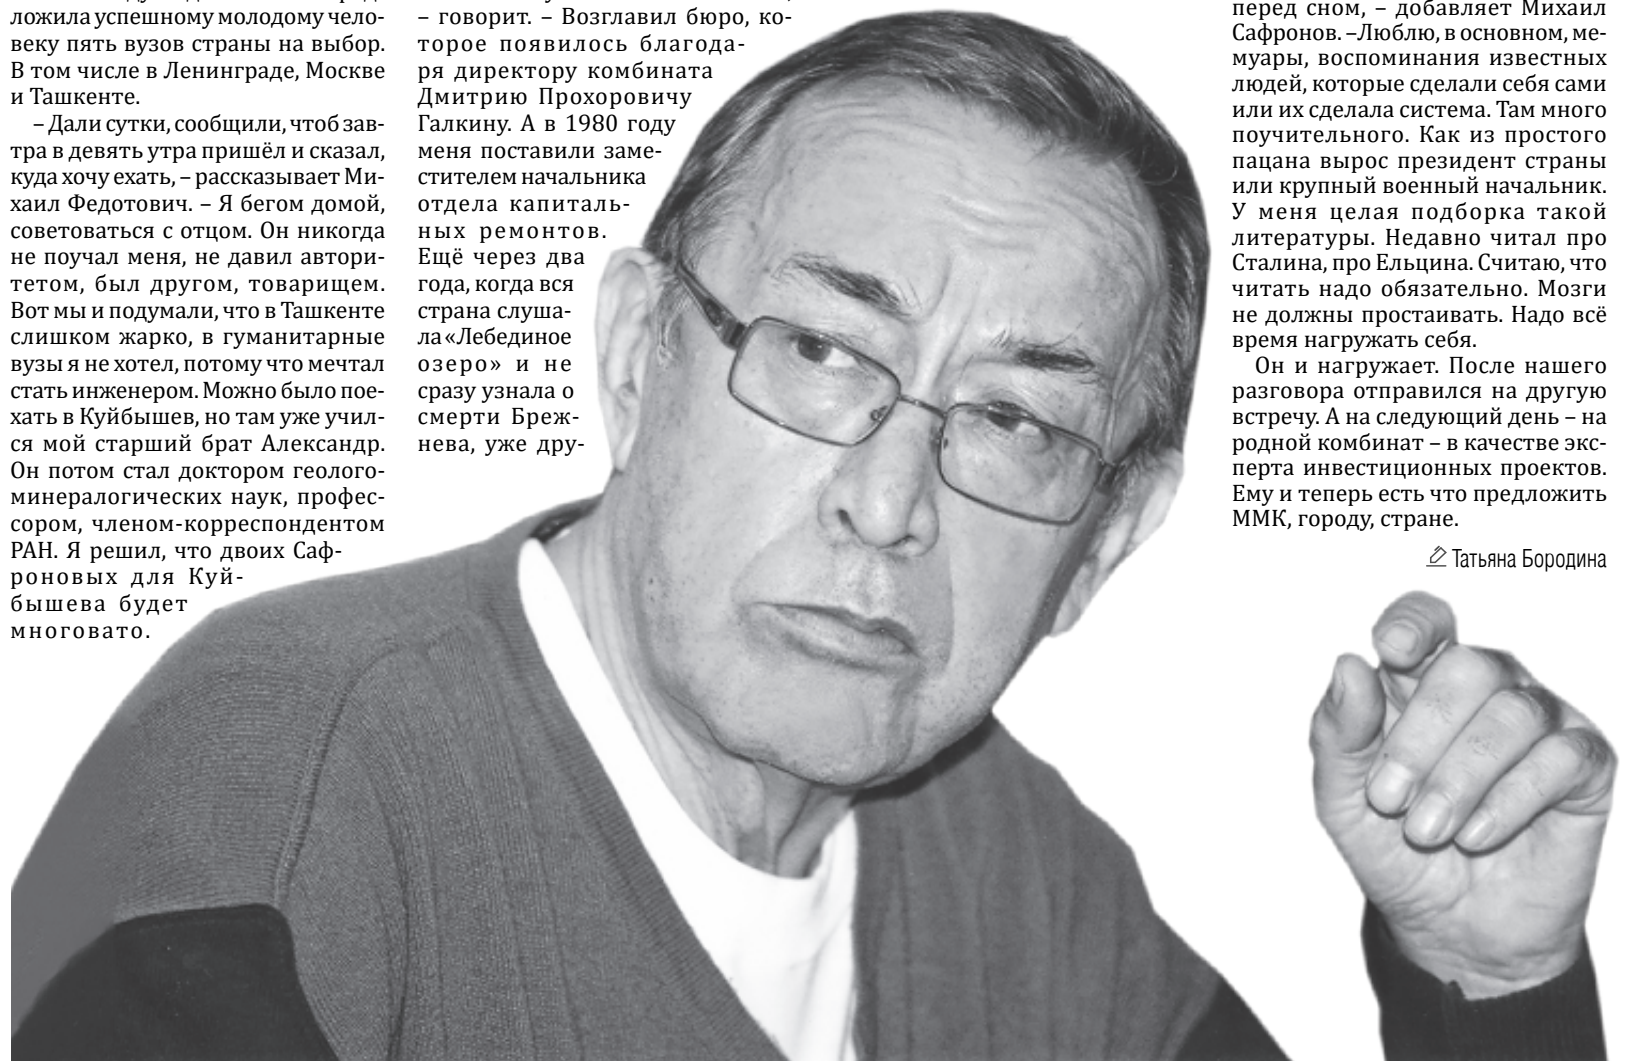 ложила успешному молодому чело-
веку пять вузов страны на выбор.
В том числе в Ленинграде, Москве
и Ташкенте.
– Дали сутки, сообщили, чтоб зав-
тра в девять утра пришёл и сказал,
куда хочу ехать, – рассказывает Ми-
хаил Федотович. – Я бегом домой,
советоваться с отцом. Он никогда
не поучал меня, не давил автори-
тетом, был другом, товарищем.
Вот мы и подумали, что в Ташкенте
слишком жарко, в гуманитарные
вузы я не хотел, потому что мечтал
стать инженером. Можно было пое-
хать в Куйбышев, но там уже учил-
ся мой старший брат Александр.
Он потом стал доктором геолого-
минералогических наук, профес-
сором, членом-корреспондентом
РАН. Я решил, что двоих Саф-
роновых для Куй-
бышева будет
многовато.
– говорит. – Возглавил бюро, ко-
торое появилось благода-
ря директору комбината
Дмитрию Прохоровичу
Галкину. А в 1980 году
меня поставили заме-
стителем начальника
отдела капиталь-
ных ремонтов.
Ещё через два
года, когда вся
страна слуша-
ла «Лебединое
озеро» и не
сразу узнала о
смерти Бреж-
нева, уже дру-
перед сном, – добавляет Михаил
Сафронов. –Люблю, в основном, ме-
муары, воспоминания известных
людей, которые сделали себя сами
или их сделала система. Там много
поучительного. Как из простого
пацана вырос президент страны
или крупный военный начальник.
У меня целая подборка такой
литературы. Недавно читал про
Сталина, про Ельцина. Считаю, что
читать надо обязательно. Мозги
не должны простаивать. Надо всё
время нагружать себя.
Он и нагружает. После нашего
разговора отправился на другую
встречу. А на следующий день – на
родной комбинат – в качестве экс-
перта инвестиционных проектов.
Ему и теперь есть что предложить
ММК, городу, стране.
Татьяна Бородина